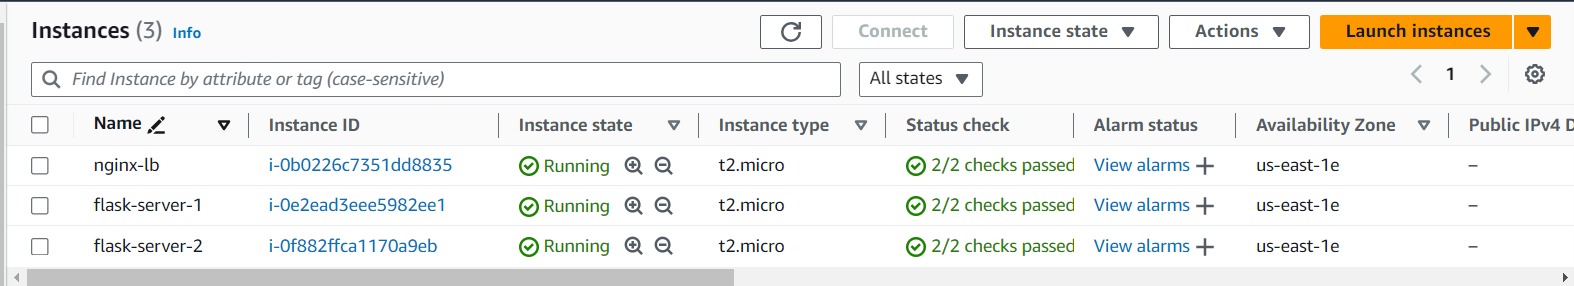 Instances (3) Info Connect Instance state Actions Launch instances
Find Instance by attribute or tag (case-sensitive) All states 1
Name Instance ID Instance state Instance type Status check Alarm status Availability Zone Public IPv4 D
nginx-lb i-0b0226c7351dd8835 Running t2.micro 2/2 checks passed View alarms + us-east-1e –
flask-server-1 i-0e2ead3eee5982ee1 Running t2.micro 2/2 checks passed View alarms + us-east-1e –
flask-server-2 i-0f882ffca1170a9eb Running t2.micro 2/2 checks passed View alarms + us-east-1e –